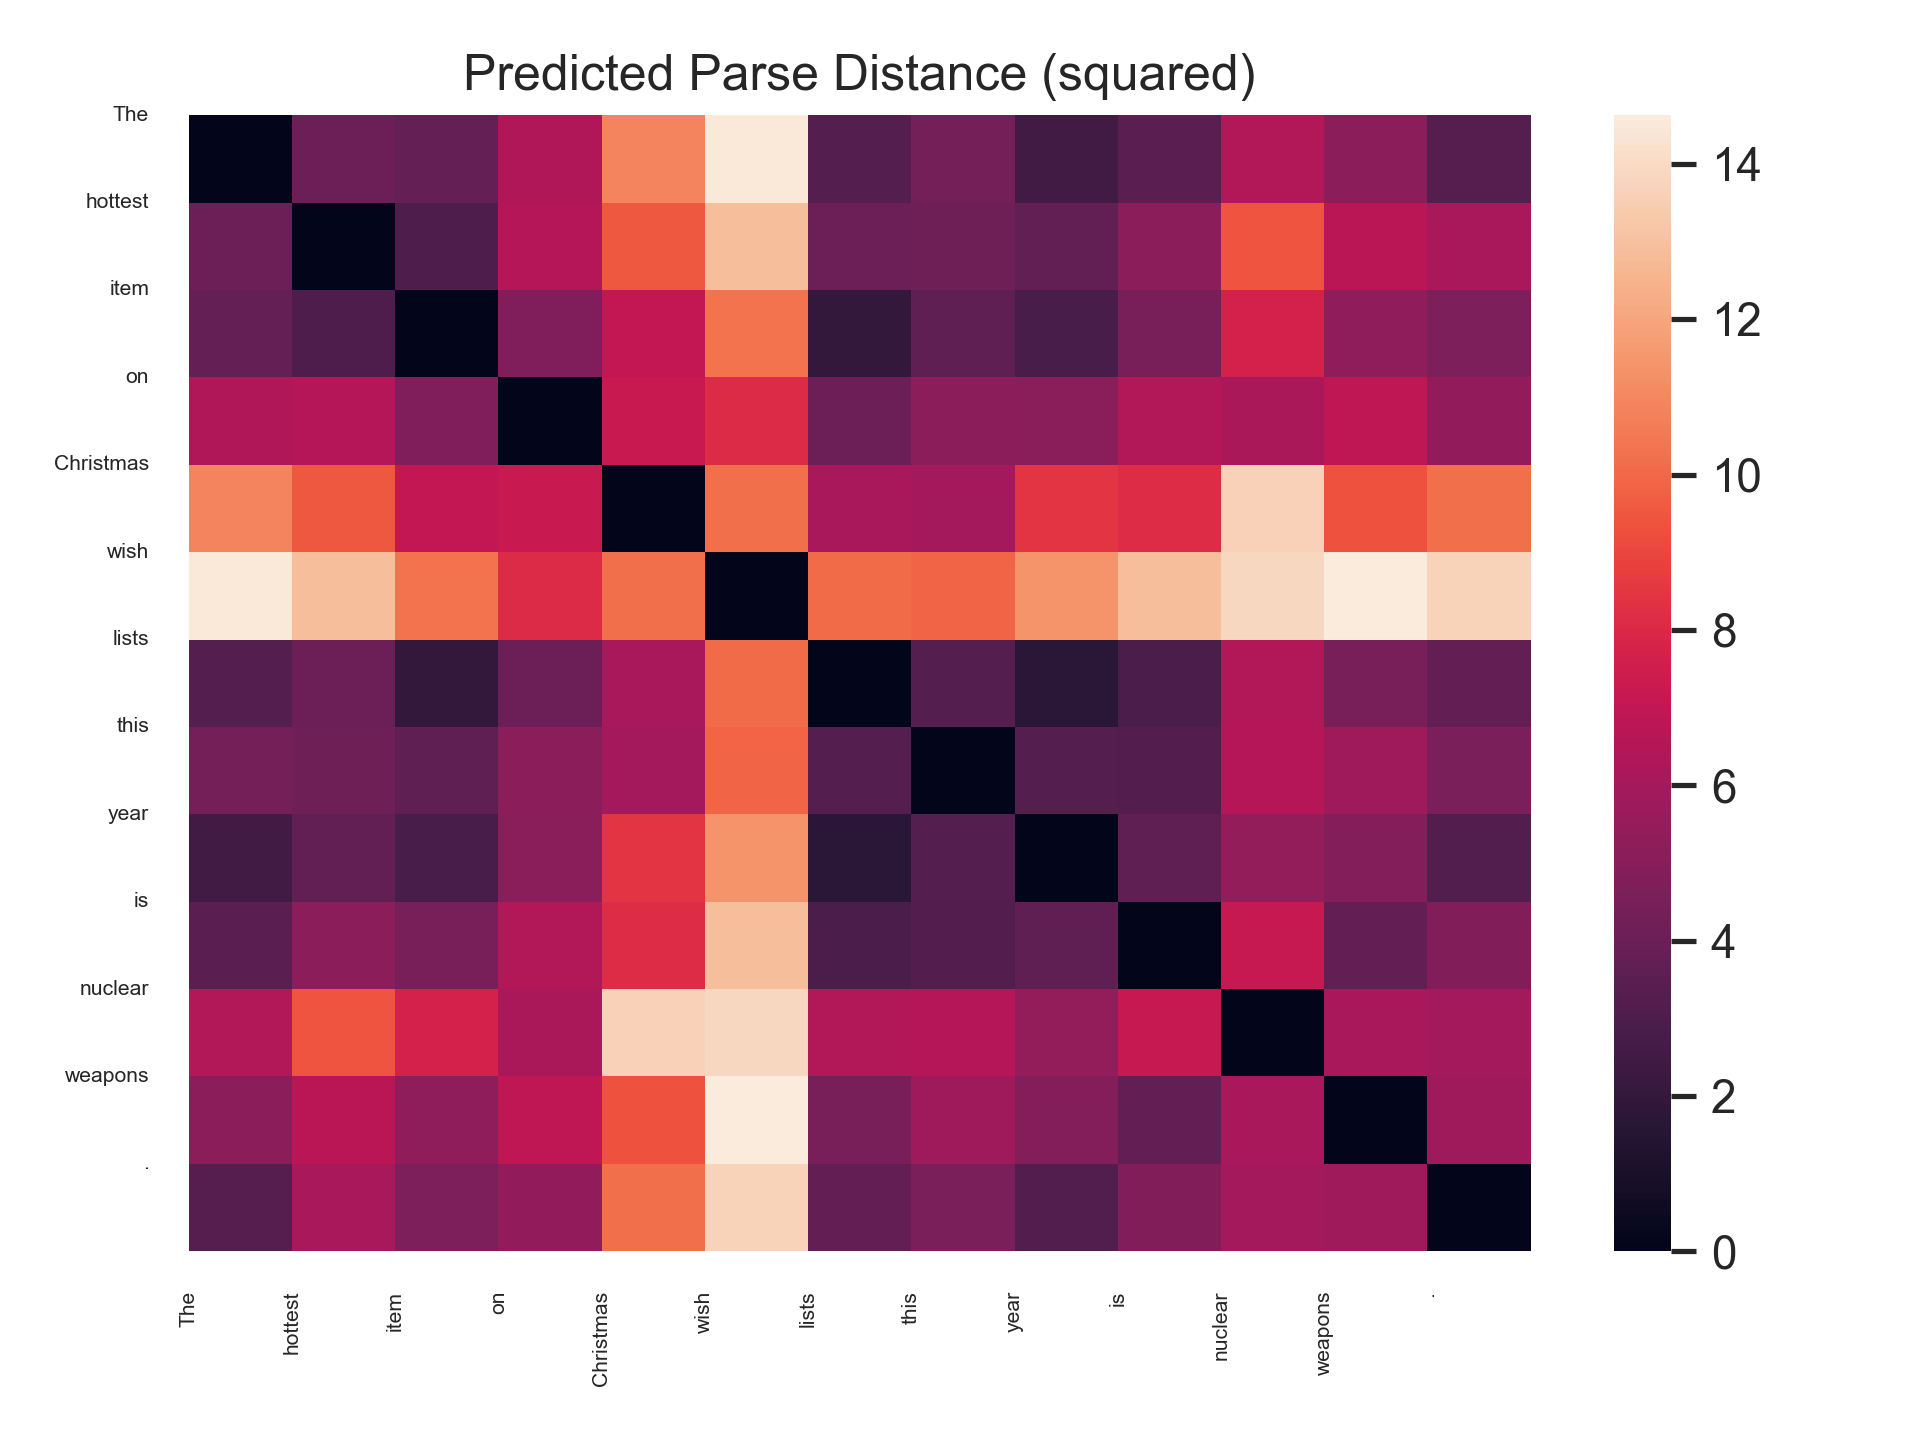 Predicted Parse Distance (squared)
The
hottest
item
on
Christmas
wish
lists
this
year
is
nuclear
weapons
.
The
hottest
item
on
Christmas
wish
lists
this
year
is
nuclear
weapons
.
14
12
10
8
6
4
2
0